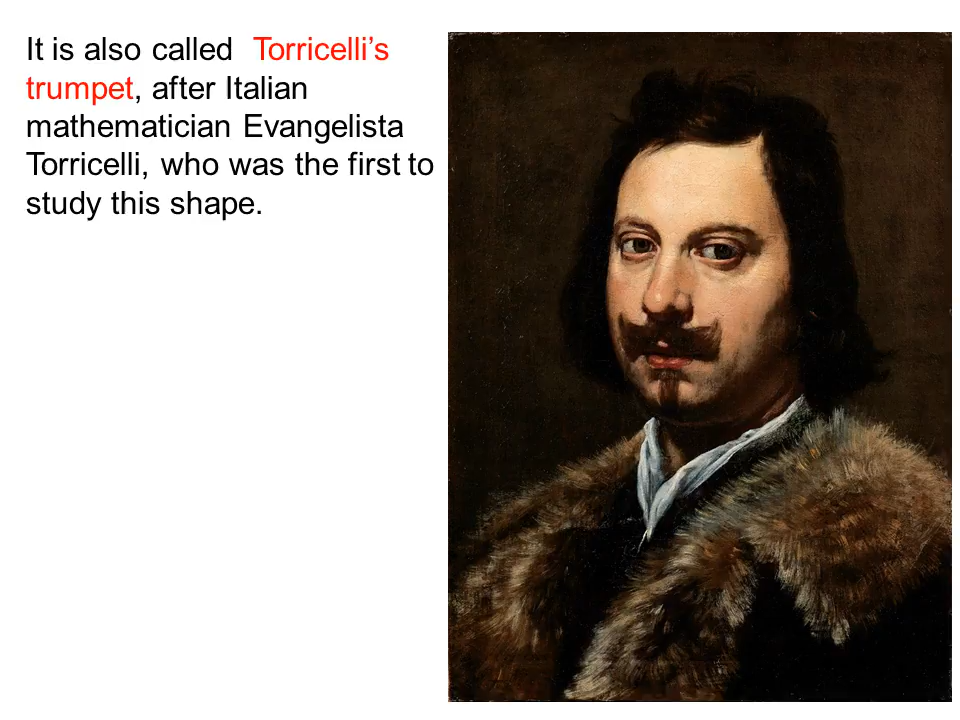 It is also called  Torricelli’s
trumpet, after Italian
mathematician Evangelista
Torricelli, who was the first to
study this shape.